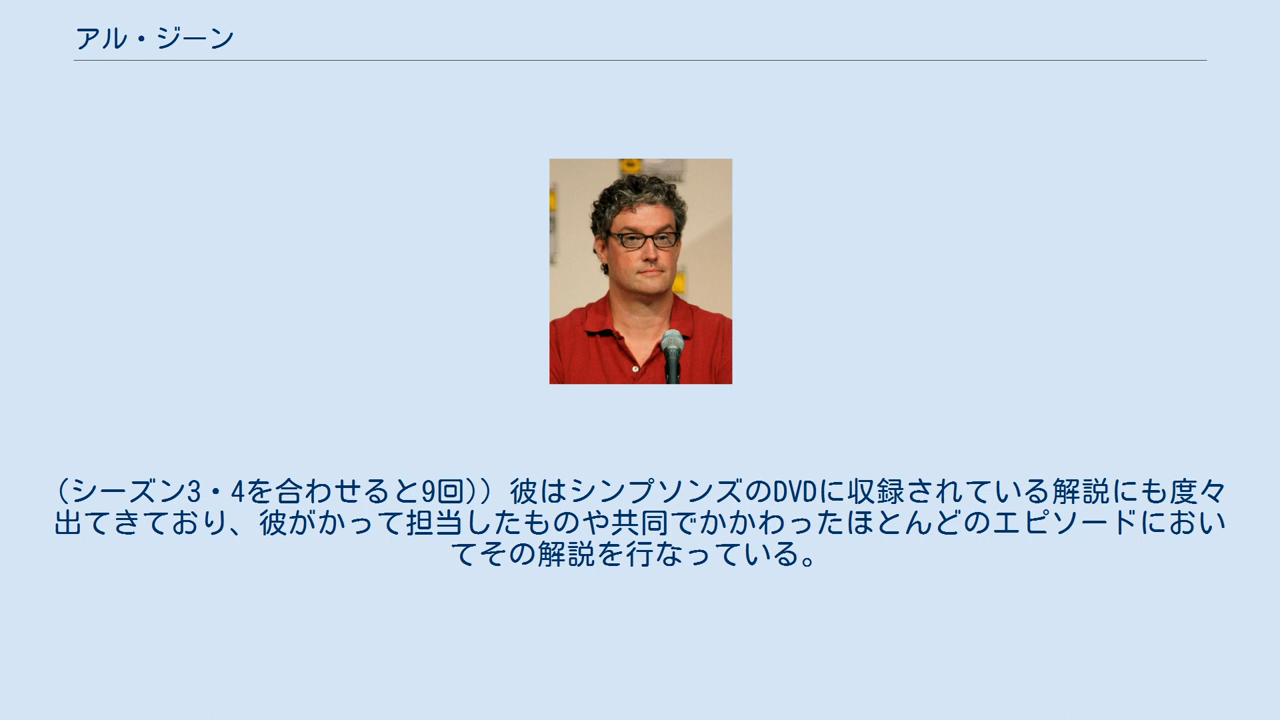 アル・ジーン
(シーズン3・4を合わせると9回)) 彼はシンプソンズのDVDに収録されている解説にも度々
出てきており、彼がかって担当したものや共同でかかわったほとんどのエピソードにおい
てその解説を行なっている。